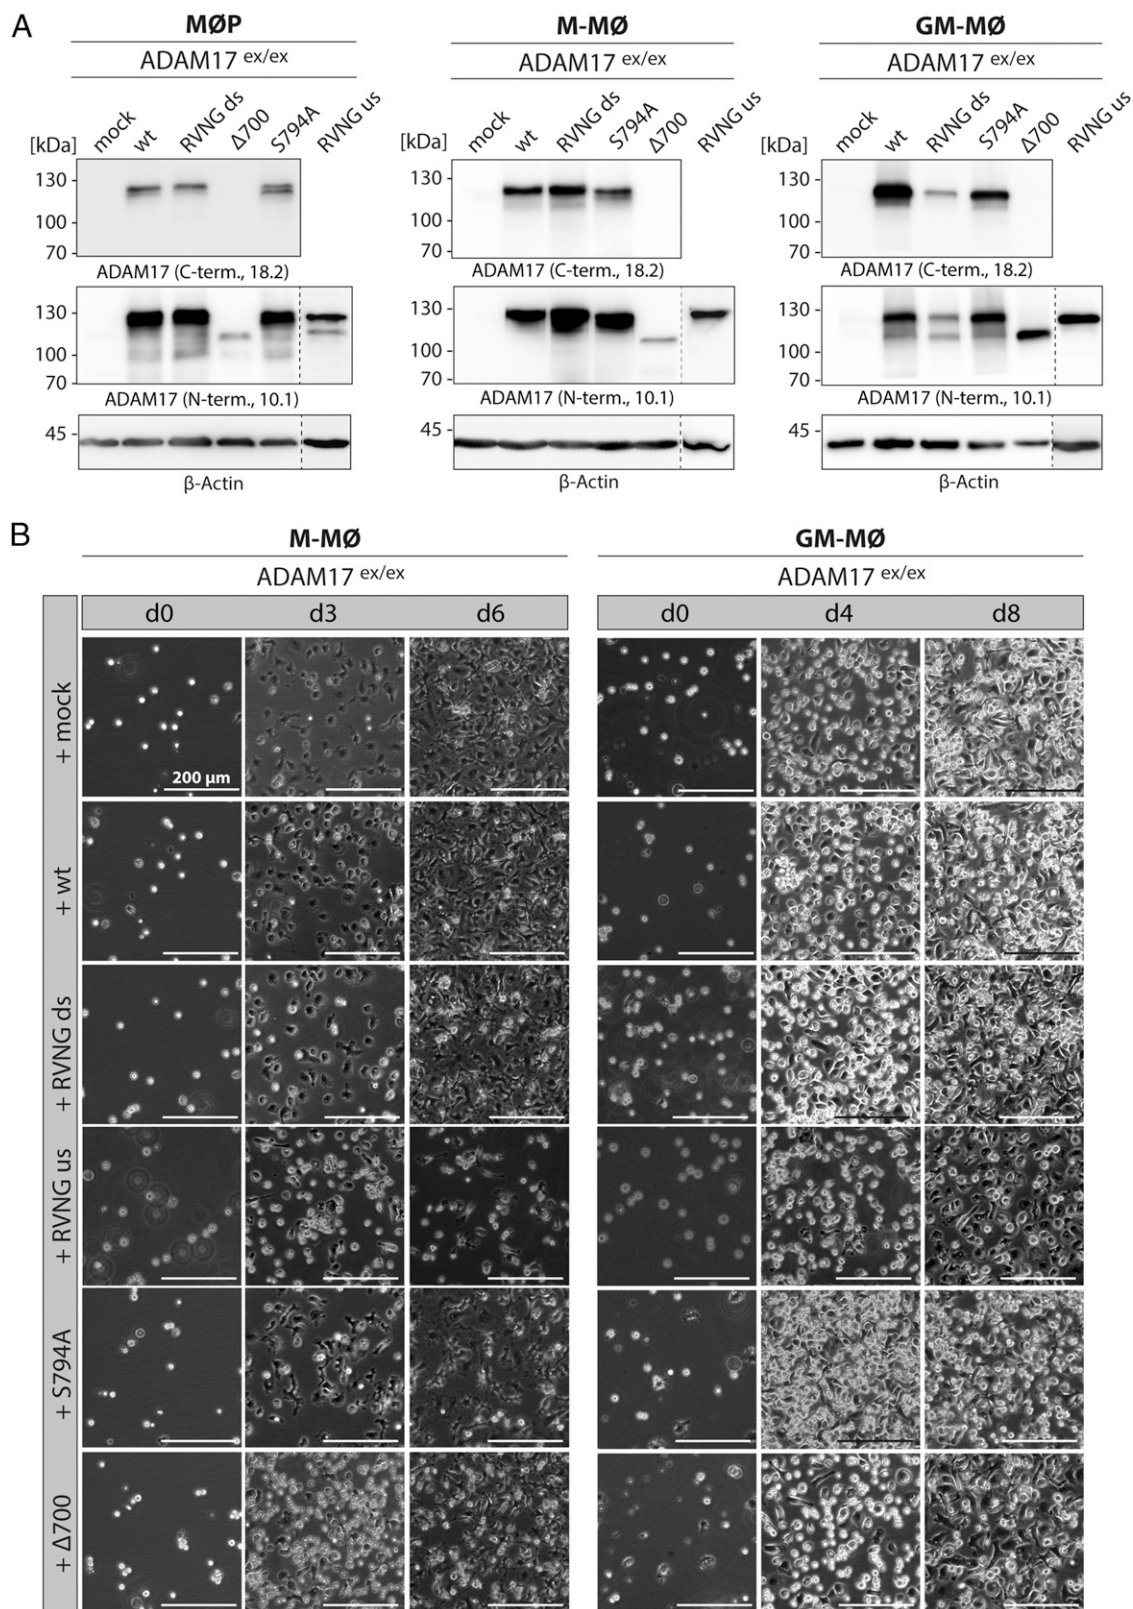 A
MØP
ADAM17 ex/ex
[kDa] mock wt RVNG ds Δ700 S794A RVNG us
130
100
70
ADAM17 (C-term., 18.2)
130
100
70
ADAM17 (N-term., 10.1)
45
β-Actin
M-MØ
ADAM17 ex/ex
[kDa] mock wt RVNG ds S794A Δ700 RVNG us
130
100
70
ADAM17 (C-term., 18.2)
130
100
70
ADAM17 (N-term., 10.1)
45
β-Actin
GM-MØ
ADAM17 ex/ex
[kDa] mock wt RVNG ds S794A Δ700 RVNG us
130
100
70
ADAM17 (C-term., 18.2)
130
100
70
ADAM17 (N-term., 10.1)
45
β-Actin
B
M-MØ
ADAM17 ex/ex
d0 d3 d6
GM-MØ
ADAM17 ex/ex
d0 d4 d8
+ mock
200 µm
+ wt
+ RVNG ds
+ RVNG us
+ S794A
+ Δ700